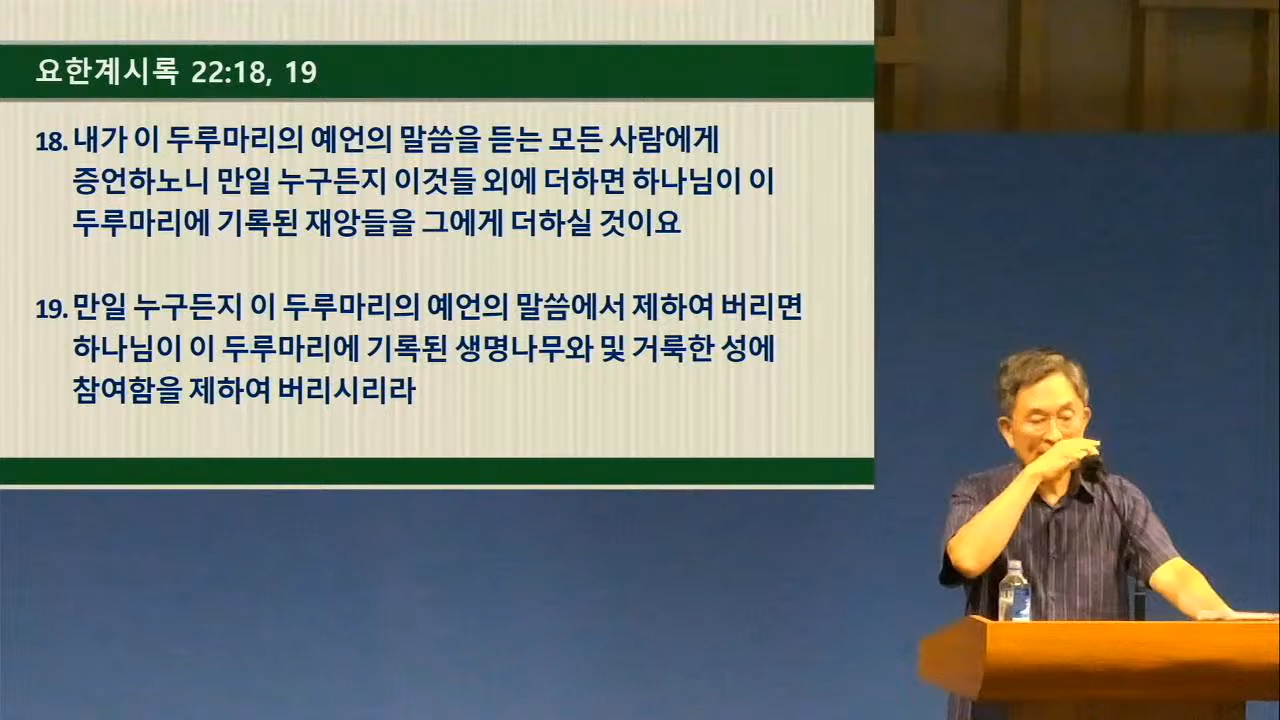 요한계시록 22:18, 19
18. 내가 이 두루마리의 예언의 말씀을 듣는 모든 사람에게
증언하노니 만일 누구든지 이것들 외에 더하면 하나님이 이
두루마리에 기록된 재앙들을 그에게 더하실 것이요
19. 만일 누구든지 이 두루마리의 예언의 말씀에서 제하여 버리면
하나님이 이 두루마리에 기록된 생명나무와 및 거룩한 성에
참여함을 제하여 버리시리라